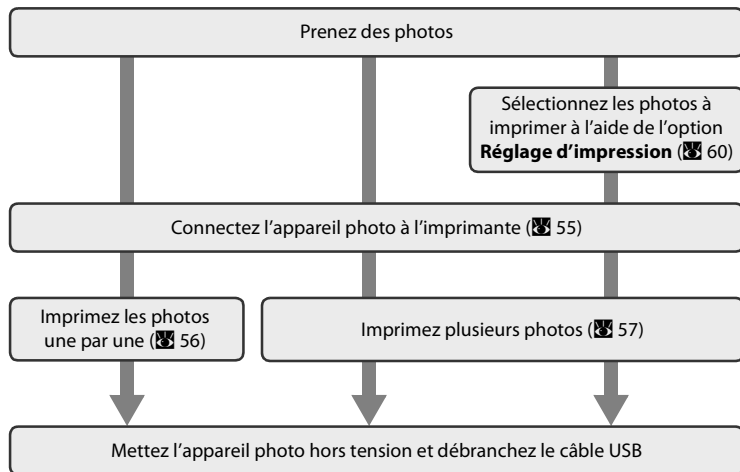 Prenez des photos
Sélectionnez les photos à
imprimer à l’aide de l’option
Réglage d’impression ( 60)
Connectez l’appareil photo à l’imprimante ( 55)
Imprimez les photos
une par une ( 56)
Imprimez plusieurs photos ( 57)
Mettez l’appareil photo hors tension et débranchez le câble USB